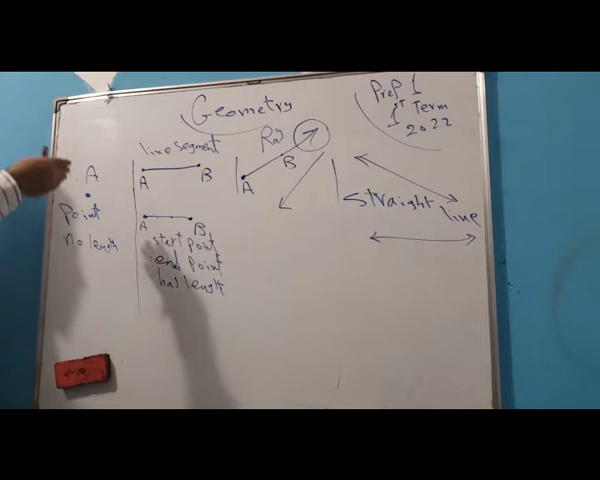 Geometry
Prep 1
1st Term
2022
A
point
no length
line segment
A B
A B
start point
end point
has length
Ray
A B
straight line